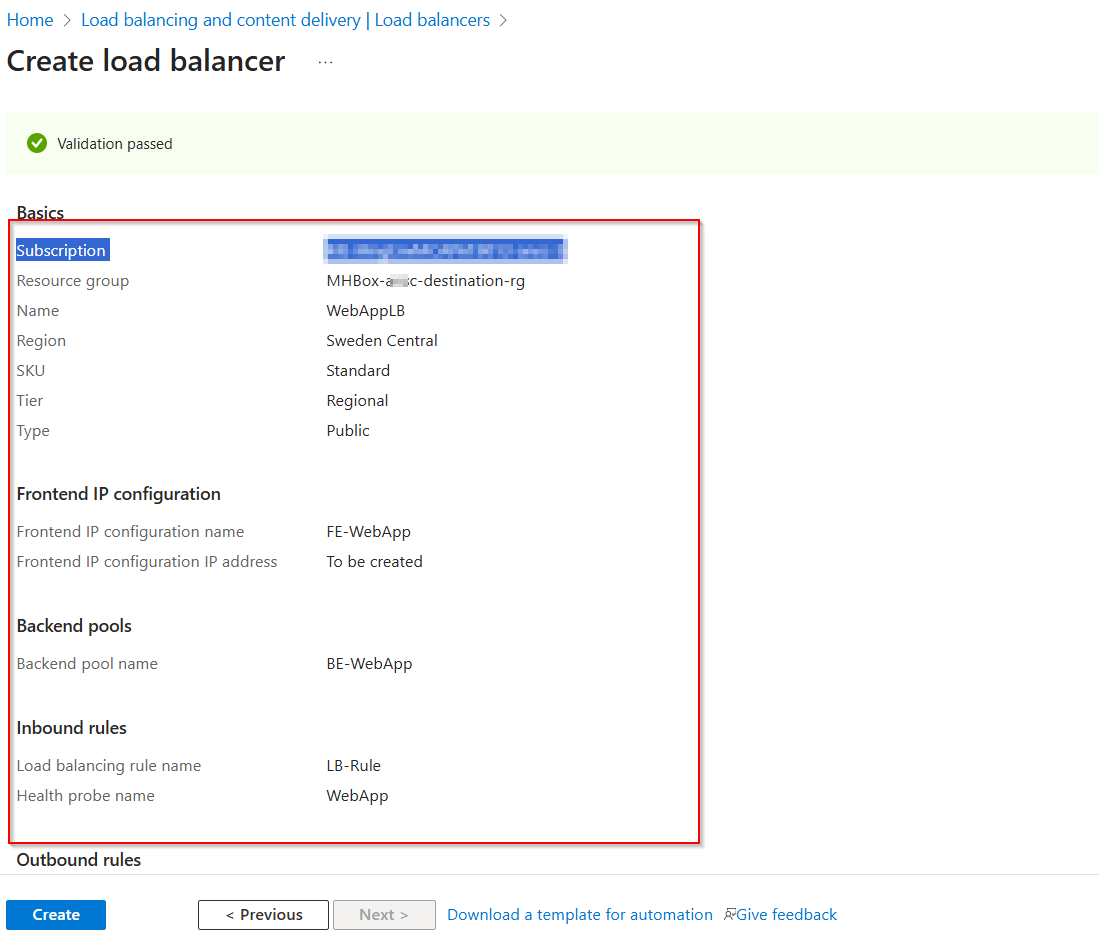 Home > Load balancing and content delivery | Load balancers >
Create load balancer ...
Validation passed
Basics
Subscription
Resource group MHBox-a sc-destination-rg
Name WebAppLB
Region Sweden Central
SKU Standard
Tier Regional
Type Public
Frontend IP configuration
Frontend IP configuration name FE-WebApp
Frontend IP configuration IP address To be created
Backend pools
Backend pool name BE-WebApp
Inbound rules
Load balancing rule name LB-Rule
Health probe name WebApp
Outbound rules
Create < Previous Next > Download a template for automation Give feedback